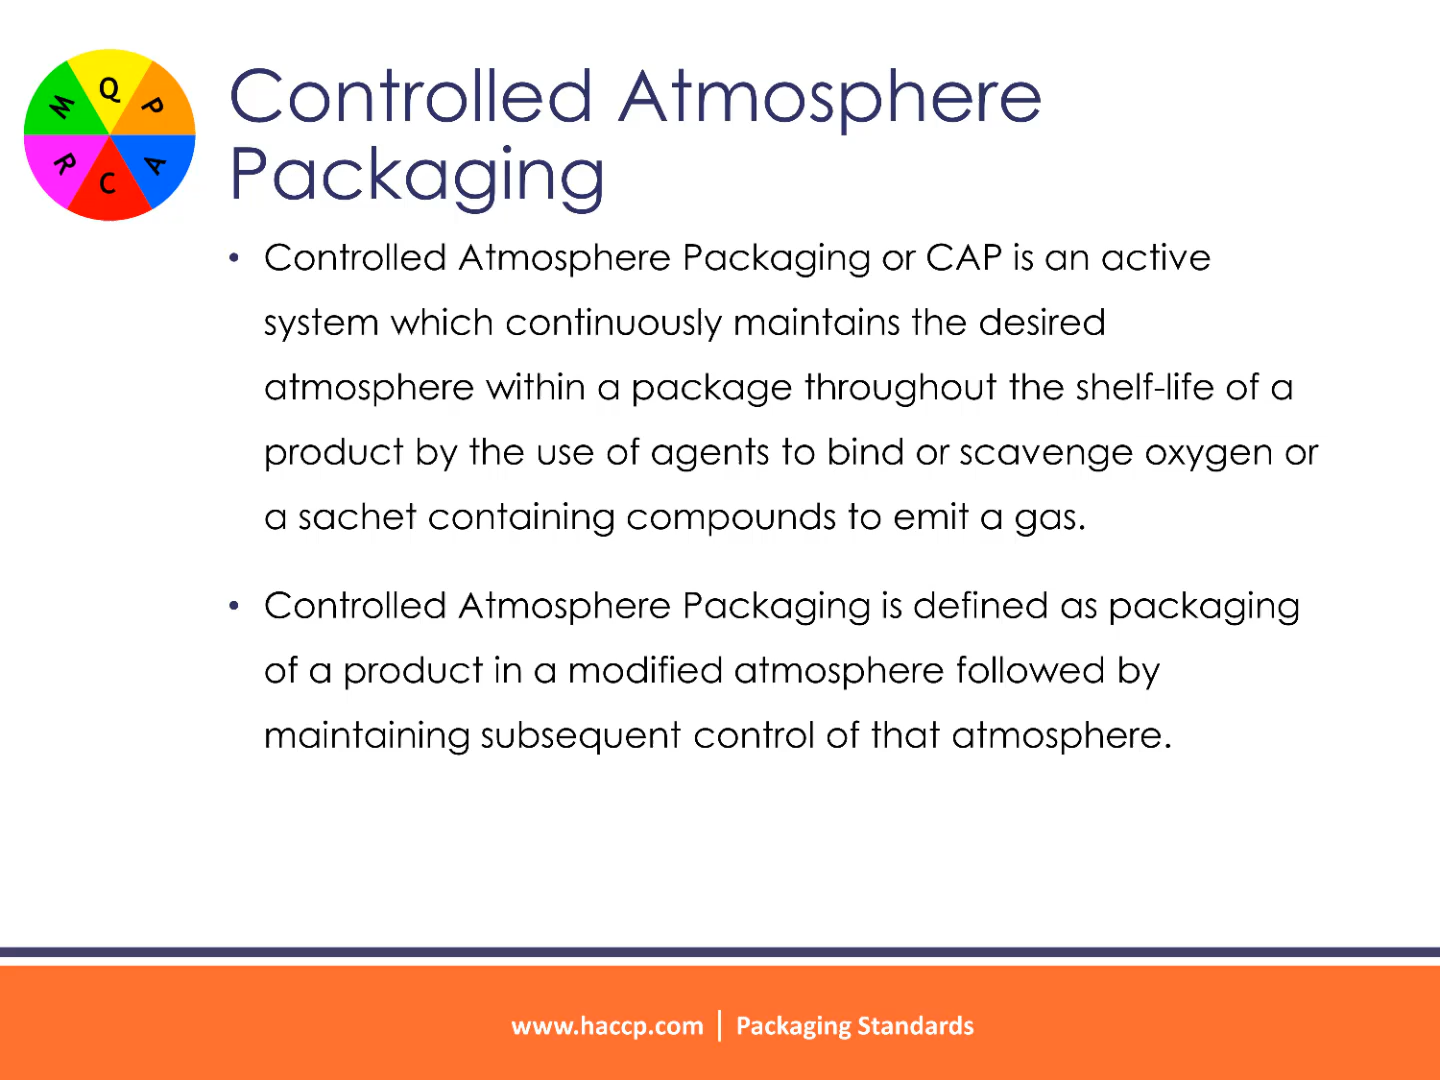 M Q P
R C A
Controlled Atmosphere
Packaging
• Controlled Atmosphere Packaging or CAP is an active
system which continuously maintains the desired
atmosphere within a package throughout the shelf-life of a
product by the use of agents to bind or scavenge oxygen or
a sachet containing compounds to emit a gas.
• Controlled Atmosphere Packaging is defined as packaging
of a product in a modified atmosphere followed by
maintaining subsequent control of that atmosphere.
www.haccp.com | Packaging Standards